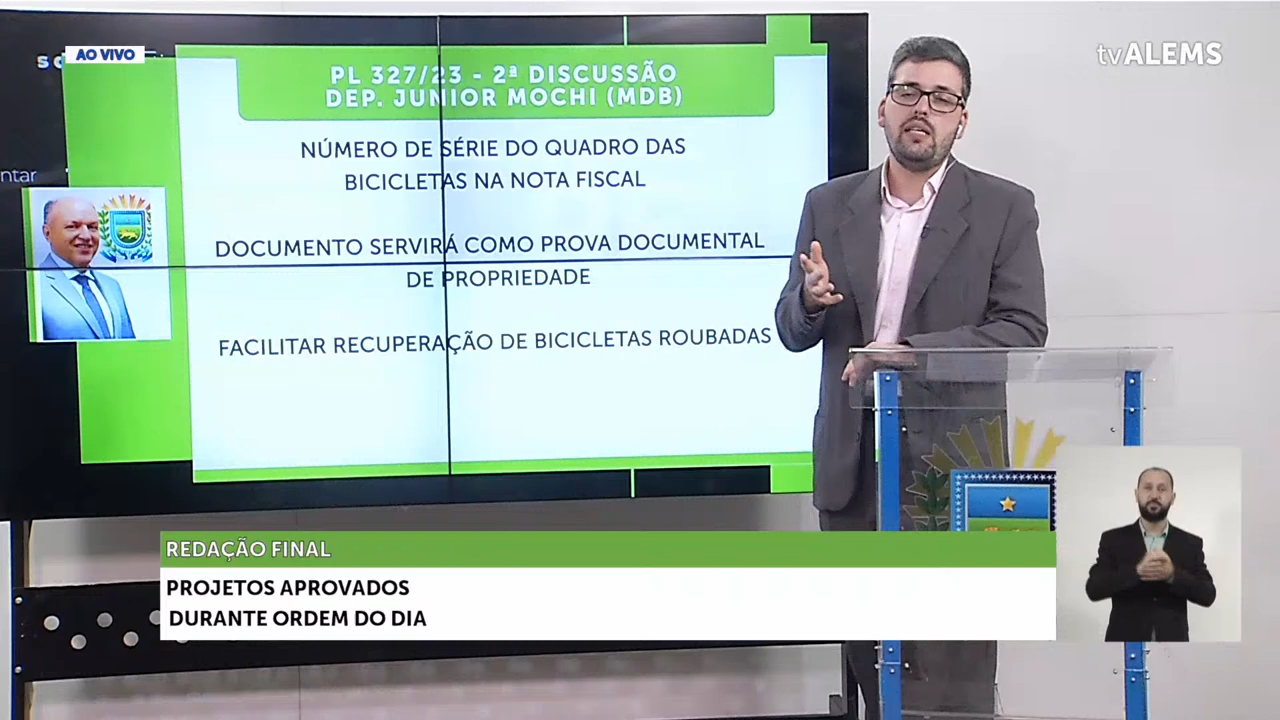 AO VIVO
tvALEMS
PL 327/23 - 2ª DISCUSSÃO
DEP. JUNIOR MOCHI (MDB)
NÚMERO DE SÉRIE DO QUADRO DAS
BICICLETAS NA NOTA FISCAL
ntar
DOCUMENTO SERVIRÁ COMO PROVA DOCUMENTAL
DE PROPRIEDADE
FACILITAR RECUPERAÇÃO DE BICICLETAS ROUBADAS
REDAÇÃO FINAL
PROJETOS APROVADOS
DURANTE ORDEM DO DIA